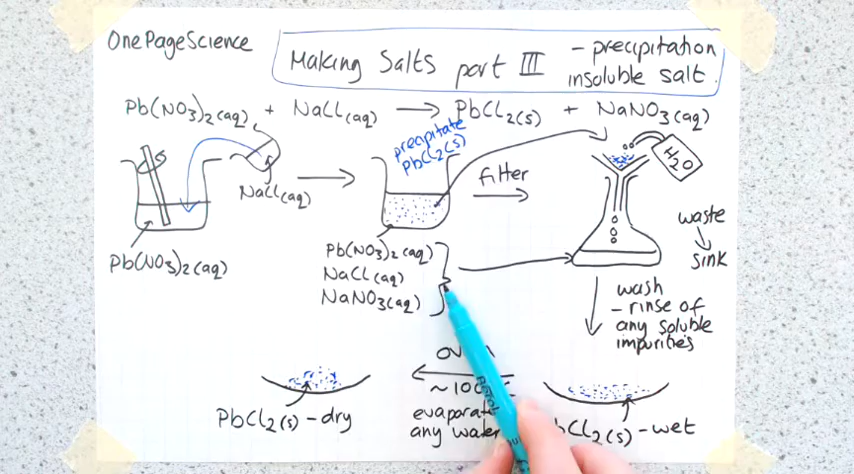 OnePageScience
Making Salts part III
- precipitation
insoluble salt.
Pb(NO3)2(aq) + NaCl(aq) → PbCl2(s) + NaNO3(aq)
precipitate
PbCl2(s)
H2O
NaCl(aq)
filter
Pb(NO3)2(aq)
waste
↓
sink
Pb(NO3)2(aq)
NaCl(aq)
NaNO3(aq)
wash
- rinse of
any soluble
impurities
evaporate
any water
PbCl2(s) - dry
PbCl2(s) - wet